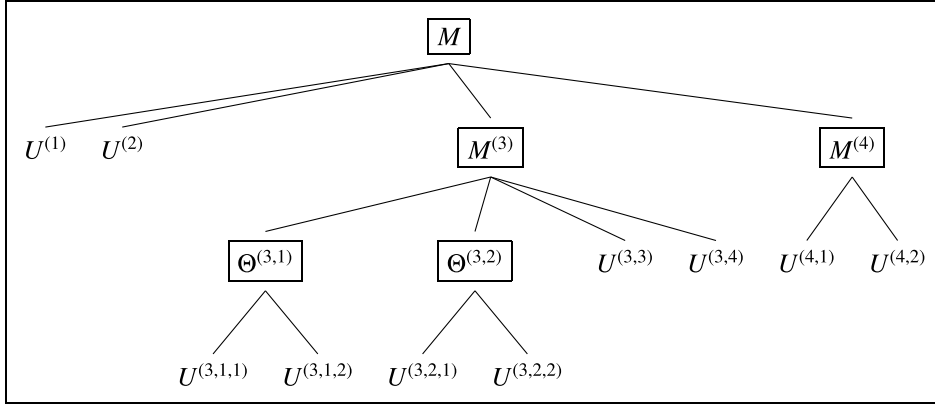 M
U^(1) U^(2) M^(3) M^(4)
Θ^(3,1) Θ^(3,2) U^(3,3) U^(3,4) U^(4,1) U^(4,2)
U^(3,1,1) U^(3,1,2) U^(3,2,1) U^(3,2,2)